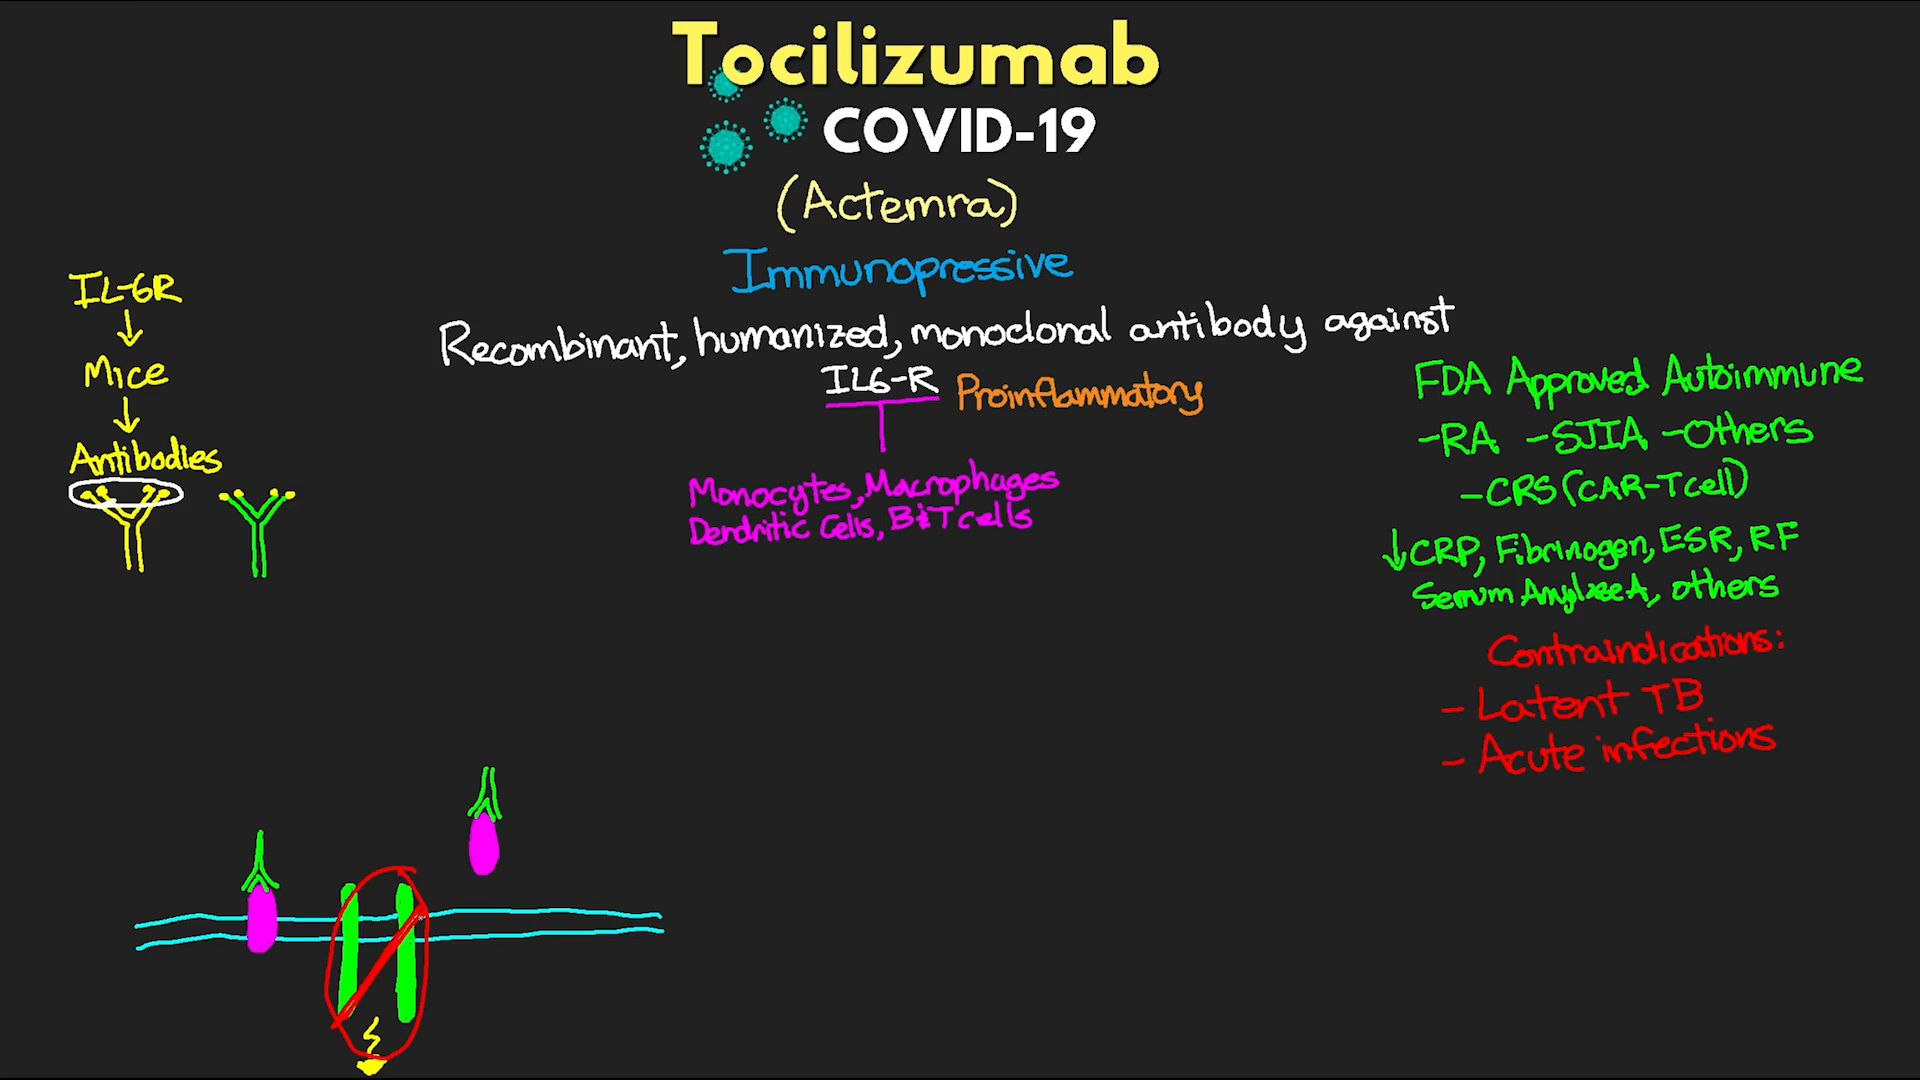 Tocilizumab
COVID-19
(Actemra)
Immunopressive
Recombinant, humanized, monoclonal antibody against
IL6-R Proinflammatory
Monocytes, Macrophages
Dendritic Cells, B & T cells
IL-6R
Mice
Antibodies
FDA Approved Autoimmune
-RA -SJIA -Others
-CRS (CAR-T cell)
↓CRP, Fibrinogen, ESR, RF
Serum A, others
Contraindications:
- Latent TB
- Acute infections